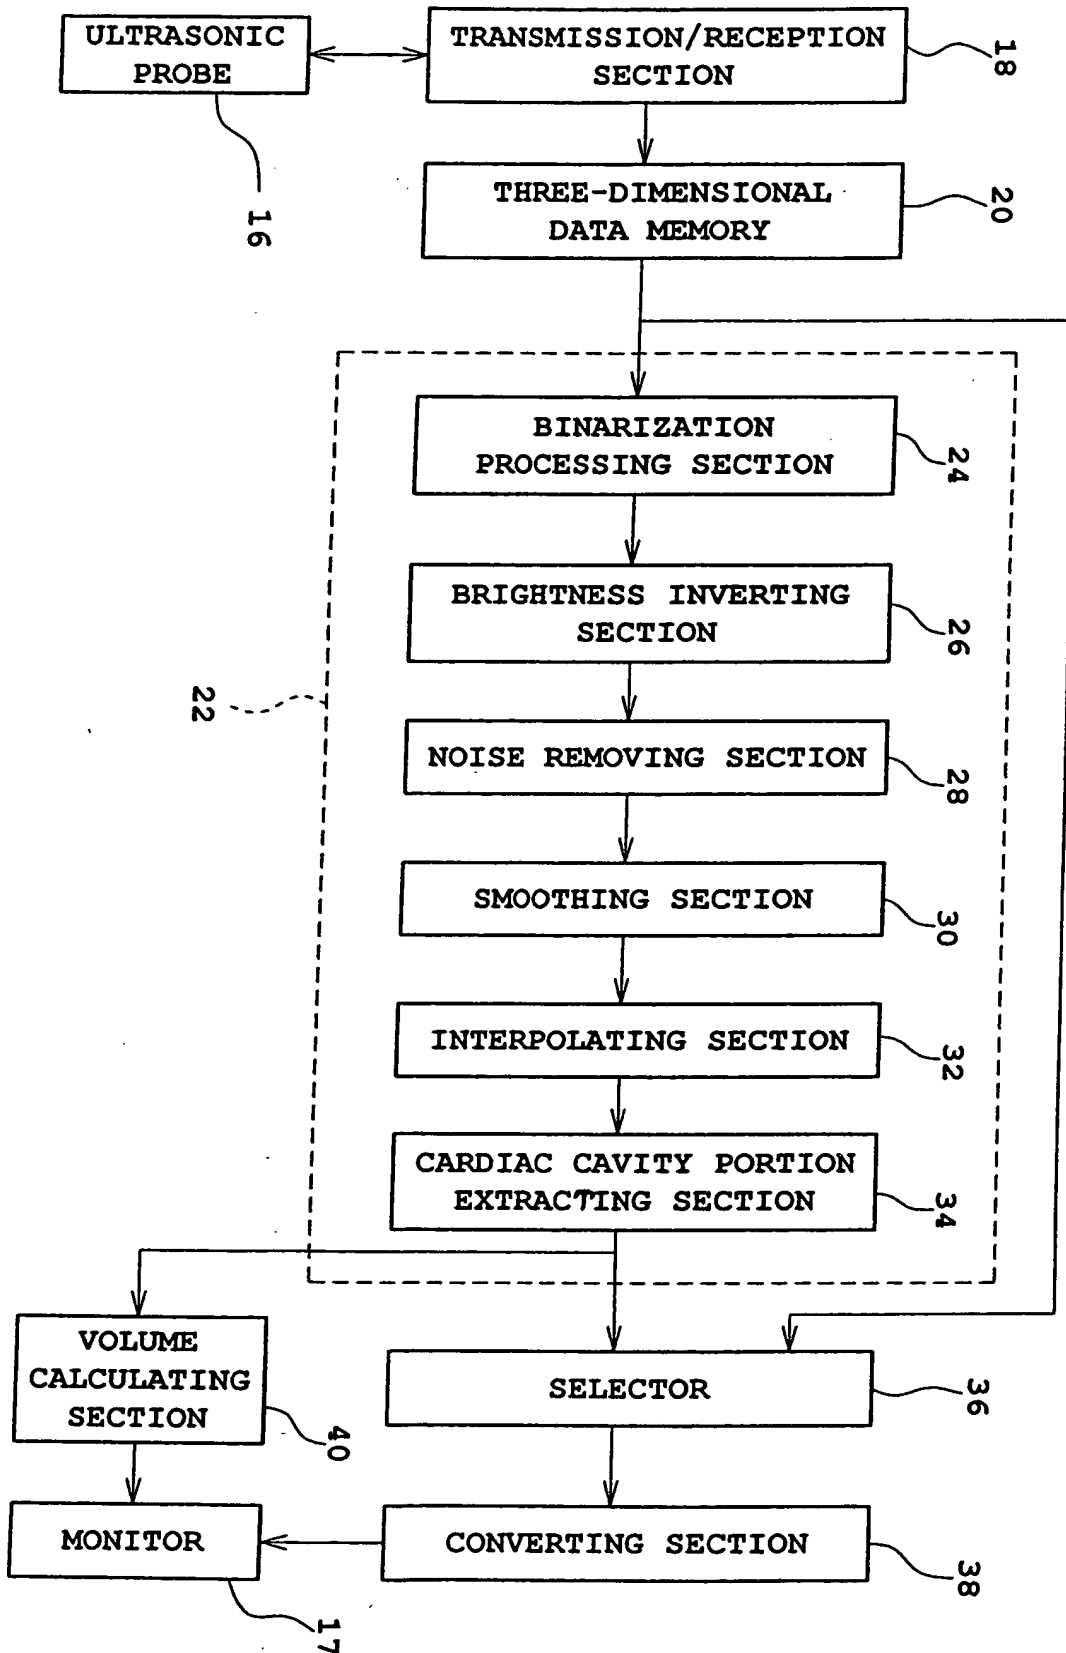 ULTRASONIC
PROBE
16
TRANSMISSION/RECEPTION
SECTION
18
THREE-DIMENSIONAL
DATA MEMORY
20
22
BINARIZATION
PROCESSING SECTION
24
BRIGHTNESS INVERTING
SECTION
26
NOISE REMOVING SECTION
28
SMOOTHING SECTION
30
INTERPOLATING SECTION
32
CARDIAC CAVITY PORTION
EXTRACTING SECTION
34
VOLUME
CALCULATING
SECTION
40
SELECTOR
36
MONITOR
17
CONVERTING SECTION
38